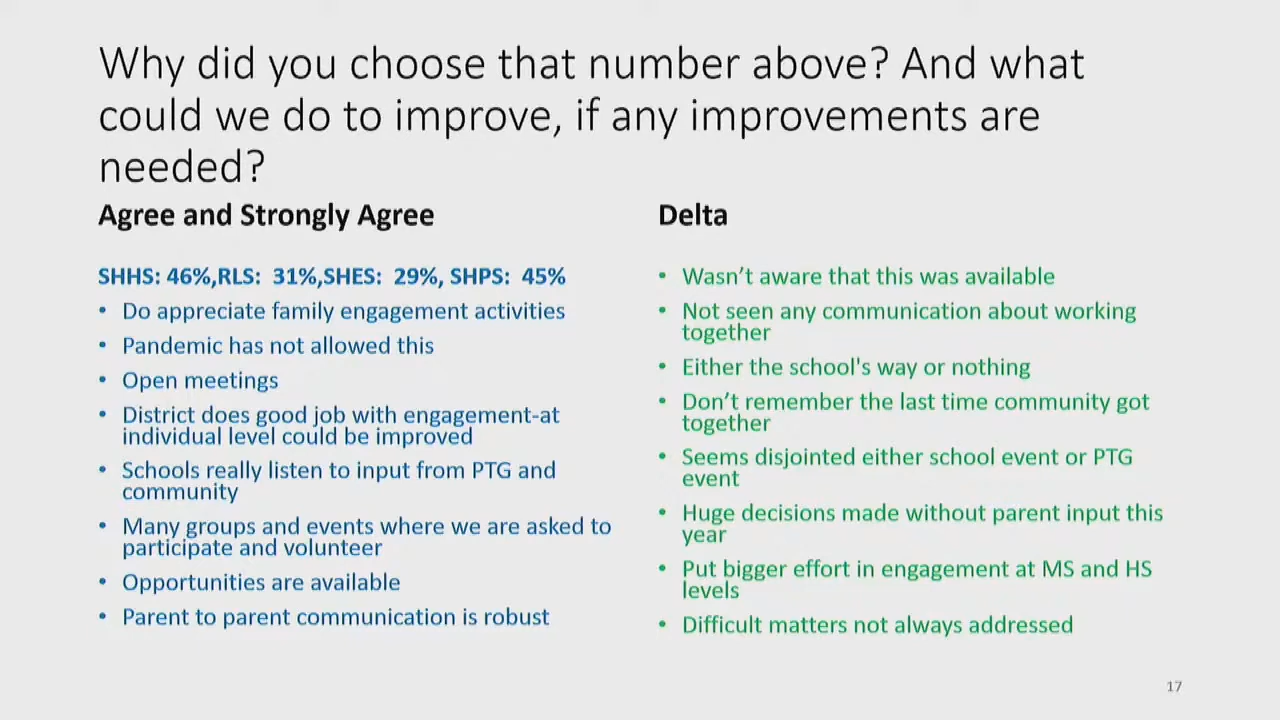 Why did you choose that number above? And what
could we do to improve, if any improvements are
needed?
Agree and Strongly Agree
SHHS: 46%,RLS:  31%,SHES:  29%, SHPS:  45%
• Do appreciate family engagement activities
• Pandemic has not allowed this
• Open meetings
• District does good job with engagement-at
individual level could be improved
• Schools really listen to input from PTG and
community
• Many groups and events where we are asked to
participate and volunteer
• Opportunities are available
• Parent to parent communication is robust
Delta
• Wasn’t aware that this was available
• Not seen any communication about working
together
• Either the school's way or nothing
• Don’t remember the last time community got
together
• Seems disjointed either school event or PTG
event
• Huge decisions made without parent input this
year
• Put bigger effort in engagement at MS and HS
levels
• Difficult matters not always addressed
17